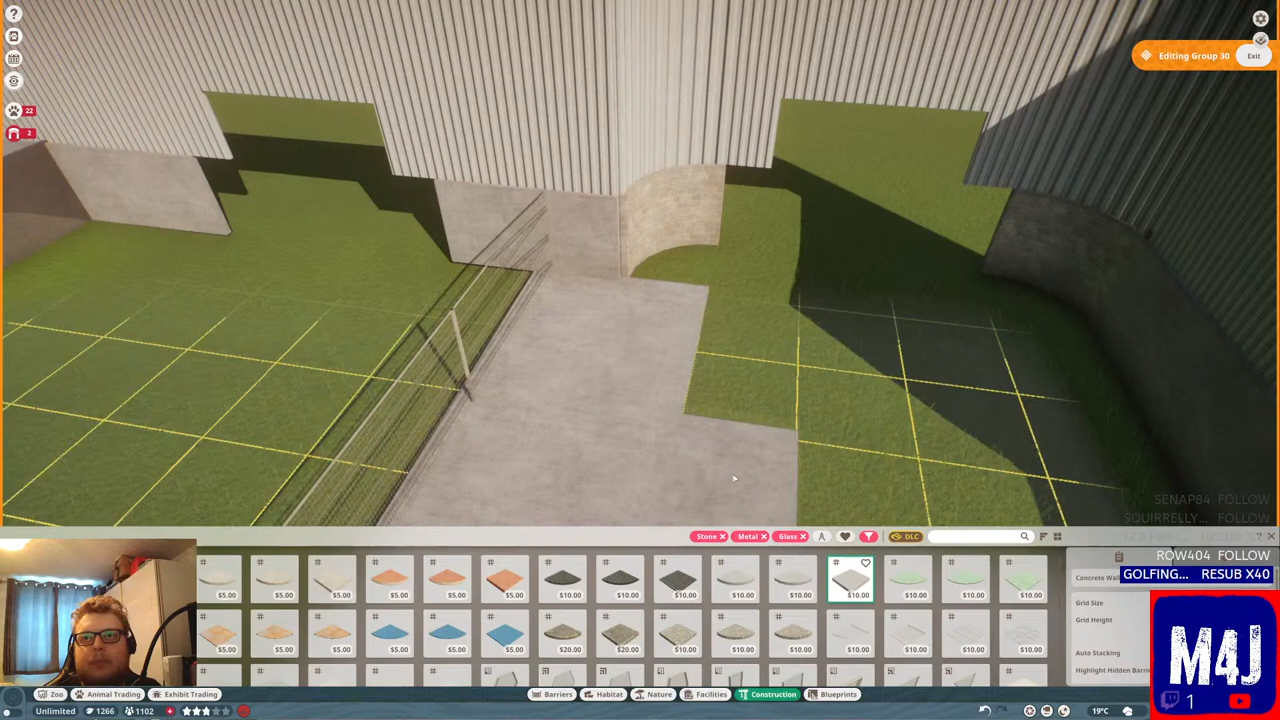 ?
Editing Group 30
Exit
22
2
SENAP84 FOLLOW
SQUIRRELLY... FOLLOW
Stone
Metal
Glass
DLC
ROW404 FOLLOW
GOLFING... RESUB X40
$5.00 $5.00 $5.00 $5.00 $5.00 $5.00 $10.00 $10.00 $10.00 $10.00 $10.00 $10.00 $10.00 $10.00 $10.00
$5.00 $5.00 $5.00 $5.00 $5.00 $5.00 $20.00 $20.00 $10.00 $10.00 $10.00 $10.00 $10.00 $10.00 $10.00
Concrete Wall
Grid Size
Grid Height
Auto Stacking
Highlight Hidden Barri
M4J
1
Zoo
Animal Trading
Exhibit Trading
Barriers
Habitat
Nature
Facilities
Construction
Blueprints
Unlimited
1266
1102
19°C